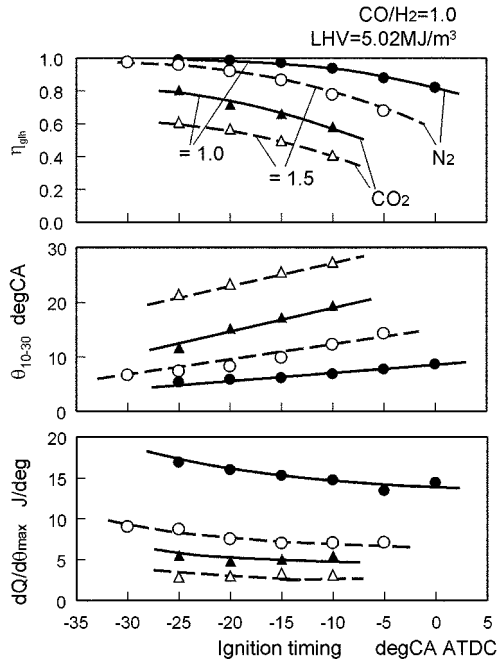 CO/H2=1.0
LHV=5.02MJ/m³
1.0
0.8
0.6
0.4
0.2
0.0
ηglh
= 1.0
= 1.5
N2
CO2
30
20
10
0
θ10-30 degCA
20
15
10
5
0
dQ/dθmax J/deg
-35 -30 -25 -20 -15 -10 -5 0 5
Ignition timing degCA ATDC